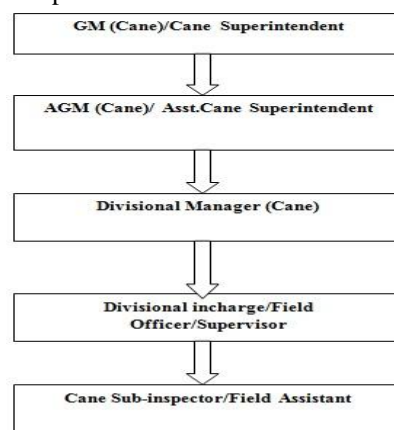 GM (Cane)/Cane Superintendent
AGM (Cane)/ Asst.Cane Superintendent
Divisional Manager (Cane)
Divisional incharge/Field
Officer/Supervisor
Cane Sub-inspector/Field Assistant